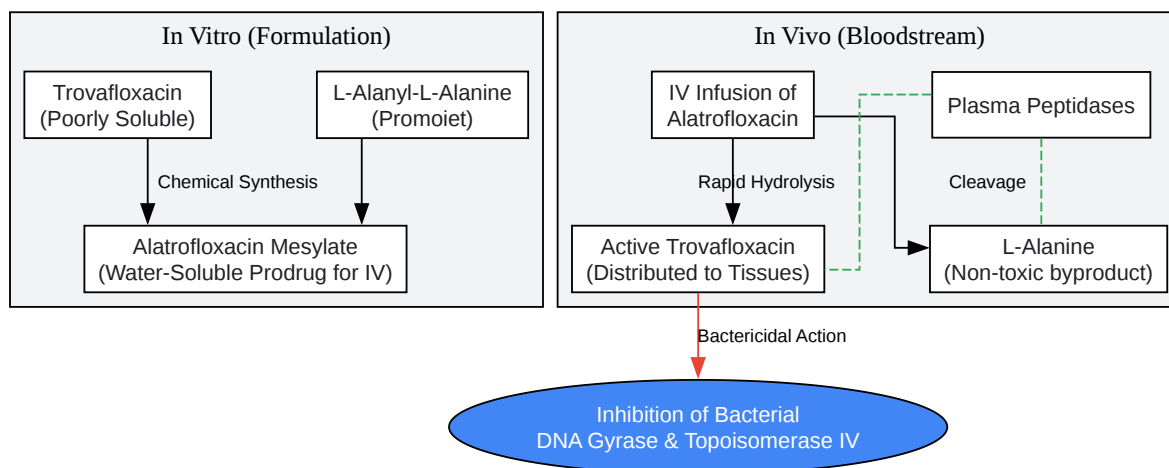 In Vitro (Formulation)
Trovafloxacin
(Poorly Soluble)
L-Alanyl-L-Alanine
(Promoiet)
Chemical Synthesis
Alatrofloxacin Mesylate
(Water-Soluble Prodrug for IV)
In Vivo (Bloodstream)
IV Infusion of
Alatrofloxacin
Plasma Peptidases
Rapid Hydrolysis
Cleavage
Active Trovafloxacin
(Distributed to Tissues)
L-Alanine
(Non-toxic byproduct)
Bactericidal Action
Inhibition of Bacterial
DNA Gyrase & Topoisomerase IV